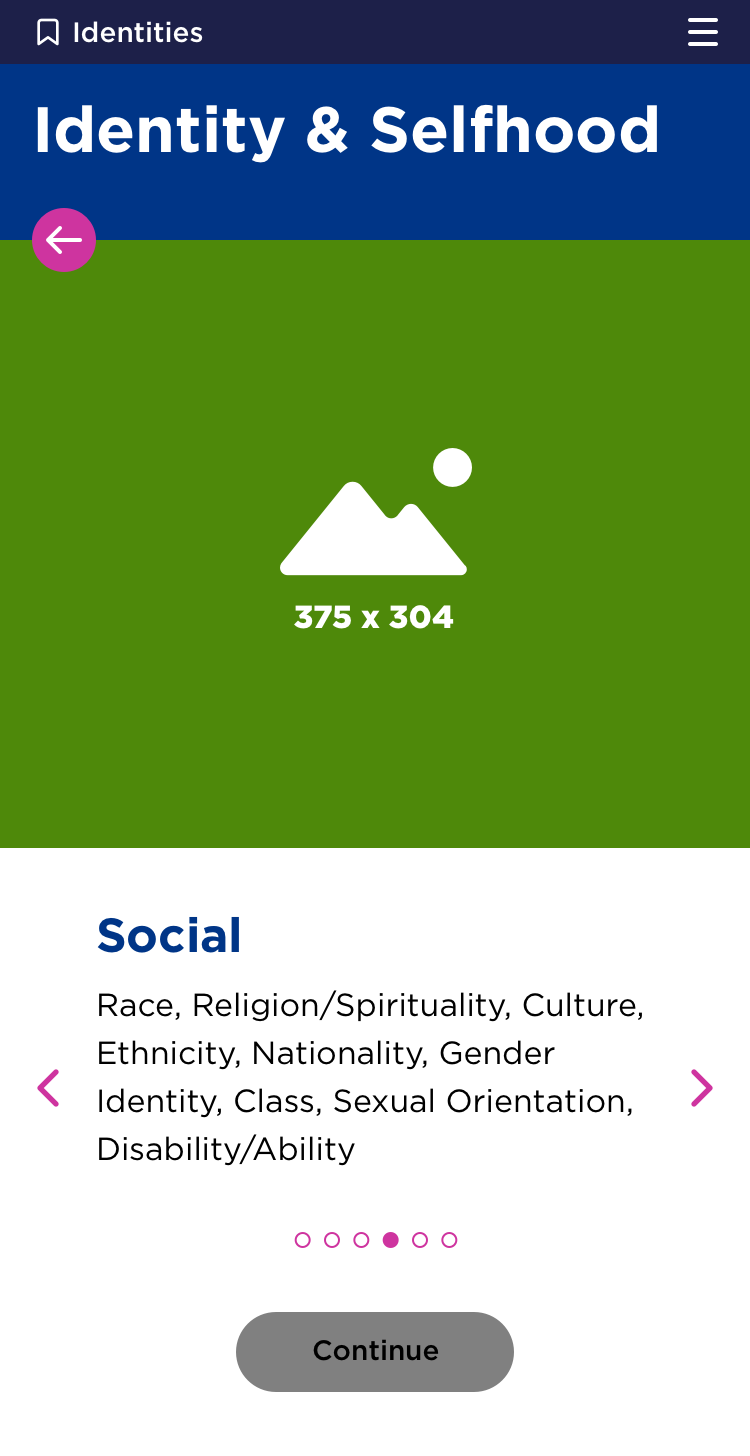 Identities
Identity & Selfhood
375 x 304
Social
Race, Religion/Spirituality, Culture,
Ethnicity, Nationality, Gender
Identity, Class, Sexual Orientation,
Disability/Ability
Continue